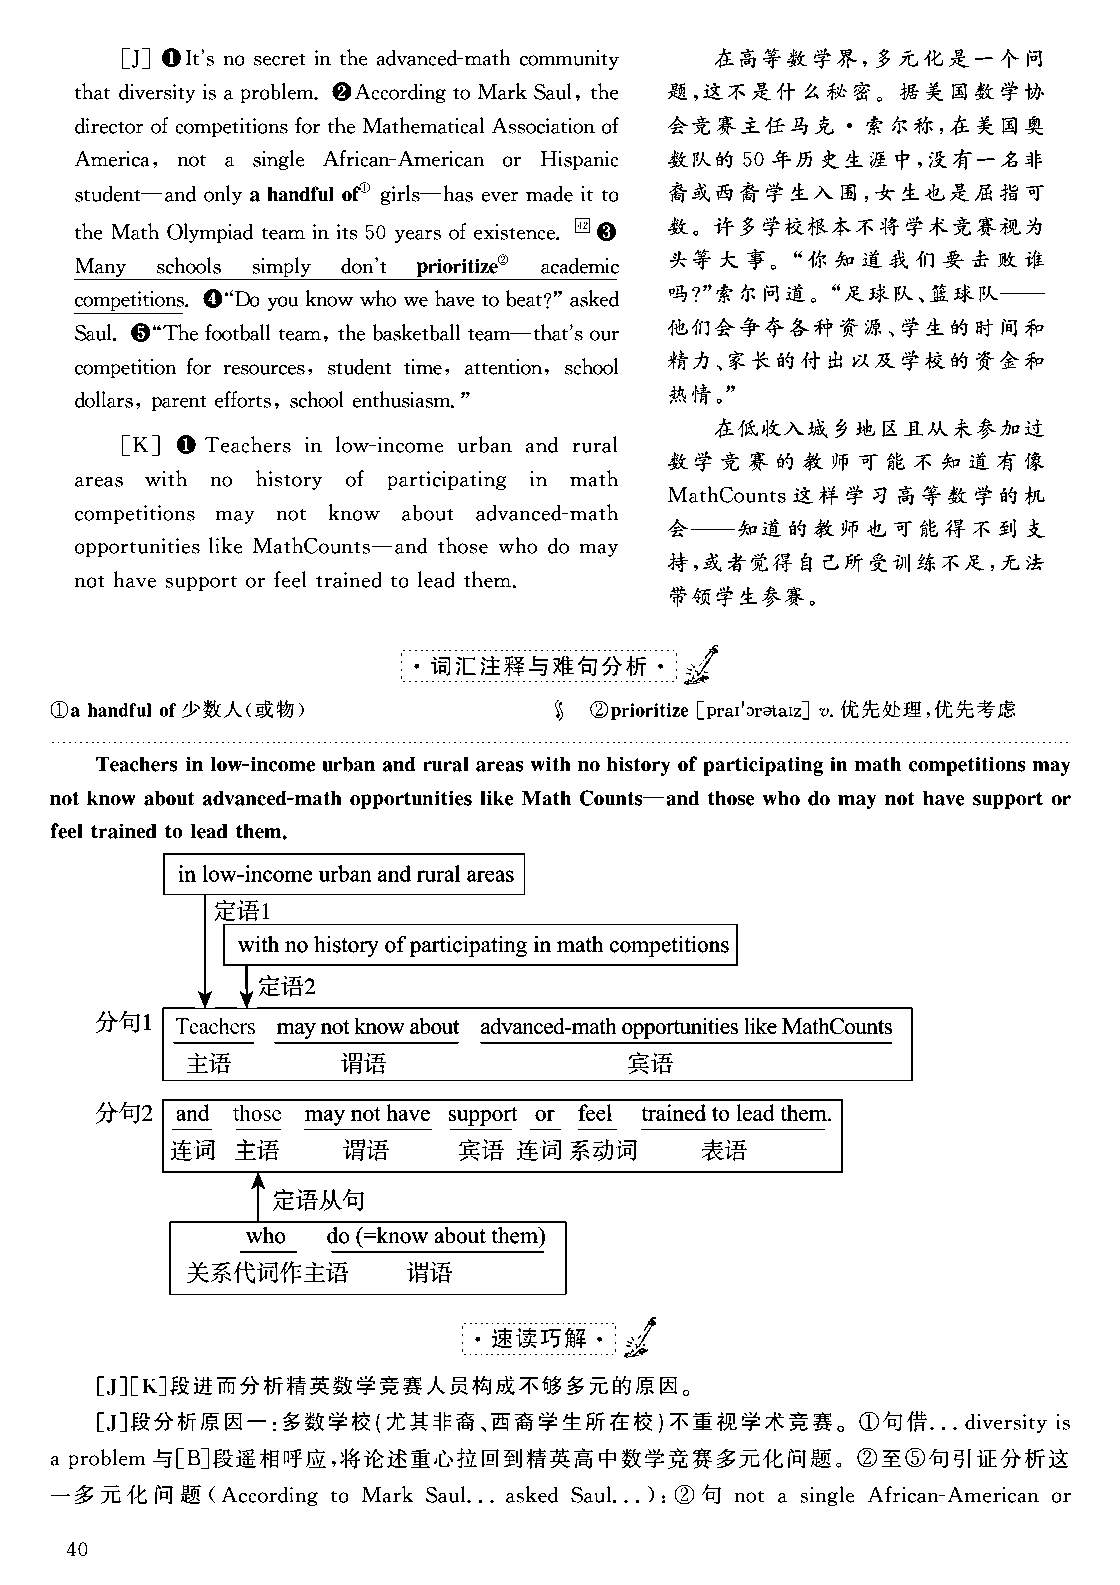 [J] ❶It's no secret in the advanced-math community
that diversity is a problem. ❷According to Mark Saul, the
director of competitions for the Mathematical Association of
America, not a single African-American or Hispanic
student—and only a handful of① girls—has ever made it to
the Math Olympiad team in its 50 years of existence. 42 ❸
Many schools simply don't prioritize② academic
competitions. ❹“Do you know who we have to beat?” asked
Saul. ❺“The football team, the basketball team—that's our
competition for resources, student time, attention, school
dollars, parent efforts, school enthusiasm.”
[K] ❶ Teachers in low-income urban and rural
areas with no history of participating in math
competitions may not know about advanced-math
opportunities like MathCounts—and those who do may
not have support or feel trained to lead them.
在高等数学界,多元化是一个问
题,这不是什么秘密。据美国数学协
会竞赛主任马克·索尔称,在美国奥
数队的 50 年历史生涯中,没有一名非
裔或西裔学生入围,女生也是屈指可
数。许多学校根本不将学术竞赛视为
头等大事。“你知道我们要击败谁
吗?”索尔问道。“足球队、篮球队——
他们会争夺各种资源、学生的时间和
精力、家长的付出以及学校的资金和
热情。”
在低收入城乡地区且从未参加过
数学竞赛的教师可能不知道有像
MathCounts 这样学习高等数学的机
会——知道的教师也可能得不到支
持,或者觉得自己所受训练不足,无法
带领学生参赛。
·词汇注释与难句分析·
①a handful of 少数人(或物)
②prioritize [praɪˈɔrətaɪz] v. 优先处理,优先考虑
Teachers in low-income urban and rural areas with no history of participating in math competitions may
not know about advanced-math opportunities like Math Counts—and those who do may not have support or
feel trained to lead them.
in low-income urban and rural areas
定语1
with no history of participating in math competitions
定语2
分句1 Teachers may not know about advanced-math opportunities like MathCounts
主语 谓语 宾语
分句2 and those may not have support or feel trained to lead them.
连词 主语 谓语 宾语 连词 系动词 表语
定语从句
who do (=know about them)
关系代词作主语 谓语
·速读巧解·
[J][K]段进而分析精英数学竞赛人员构成不够多元的原因。
[J]段分析原因一:多数学校(尤其非裔、西裔学生所在校)不重视学术竞赛。①句借...diversity is
a problem 与[B]段遥相呼应,将论述重心拉回到精英高中数学竞赛多元化问题。②至⑤句引证分析这
一多元化问题(According to Mark Saul... asked Saul...):②句 not a single African-American or
40